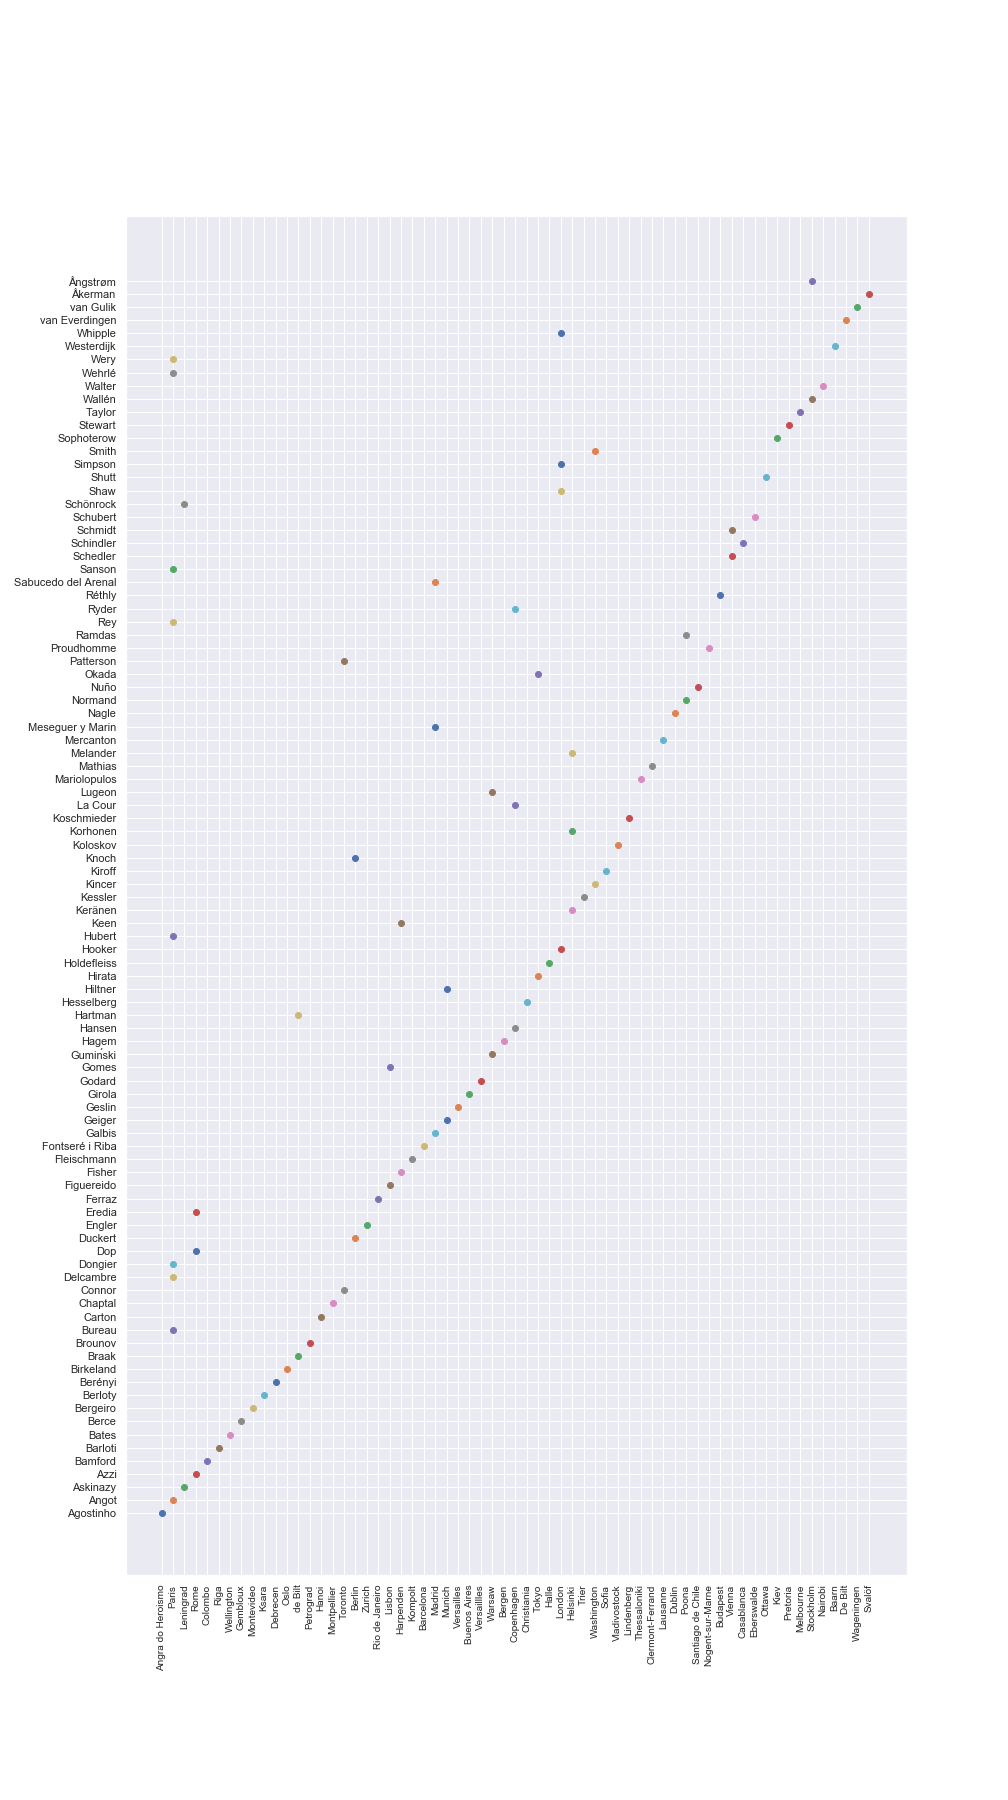 Ångstrøm
Åkerman
van Gulik
van Everdingen
Whipple
Westerdijk
Wery
Wehrlé
Walter
Wallén
Taylor
Stewart
Sophoterow
Smith
Simpson
Shutt
Shaw
Schönrock
Schubert
Schmidt
Schindler
Schedler
Sanson
Sabucedo del Arenal
Réthly
Ryder
Rey
Ramdas
Proudhomme
Patterson
Okada
Nuño
Normand
Nagle
Meseguer y Marin
Mercanton
Melander
Mathias
Mariolopulos
Lugeon
La Cour
Koschmieder
Korhonen
Koloskov
Knoch
Kiroff
Kincer
Kessler
Keränen
Keen
Hubert
Hooker
Holdefleiss
Hirata
Hiltner
Hesselberg
Hartman
Hansen
Hagem
Gumiński
Gomes
Godard
Girola
Geslin
Geiger
Galbis
Fontseré i Riba
Fleischmann
Fisher
Figuereido
Ferraz
Eredia
Engler
Duckert
Dop
Dongier
Delcambre
Connor
Chaptal
Carton
Bureau
Brounov
Braak
Birkeland
Berényi
Berloty
Bergeiro
Berce
Bates
Barloti
Bamford
Azzi
Askinazy
Angot
Agostinho
Angra do Heroismo
Paris
Leningrad
Rome
Colombo
Riga
Wellington
Gembloux
Montevideo
Ksara
Debrecen
Oslo
de Bilt
Petrograd
Hanoi
Montpellier
Toronto
Berlin
Zürich
Rio de Janeiro
Lisbon
Harpenden
Kompolt
Barcelona
Madrid
Munich
Versailles
Buenos Aires
Versaillles
Warsaw
Bergen
Copenhagen
Christiania
Tokyo
Halle
London
Helsinki
Trier
Washington
Sofia
Vladivostock
Lindenberg
Thessaloniki
Clermont-Ferrand
Lausanne
Dublin
Poona
Santiago de Chile
Nogent-sur-Marne
Budapest
Vienna
Casablanca
Eberswalde
Ottawa
Kiev
Pretoria
Melbourne
Stockholm
Nairobi
Baarn
De Bilt
Wageningen
Svalöf